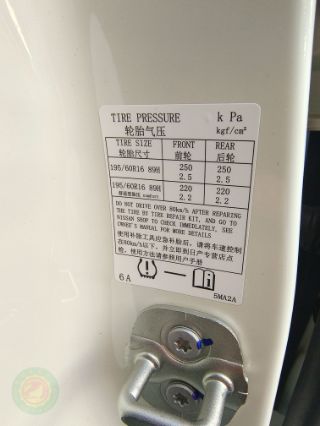 TIRE PRESSURE k Pa
轮胎气压 kgf/cm²
TIRE SIZE FRONT REAR
轮胎尺寸 前轮 后轮
195/60R16 89H 250 250
2.5 2.5
195/60R16 89H 220 220
2.2 2.2
DO NOT DRIVE OVER 80km/h AFTER REPAIRING
THE TIRE BY TIRE REPAIR KIT, AND GO TO
NISSAN SHOP TO CHECK IMMEDIATELY, SEE
OWNER'S MANUAL FOR MORE DETAILS.
使用补胎工具应急补胎后，请将车速控制
在80km/h以下，并立即到日产专营店点
检，使用方法请参照用户手册
6A
5MA2A